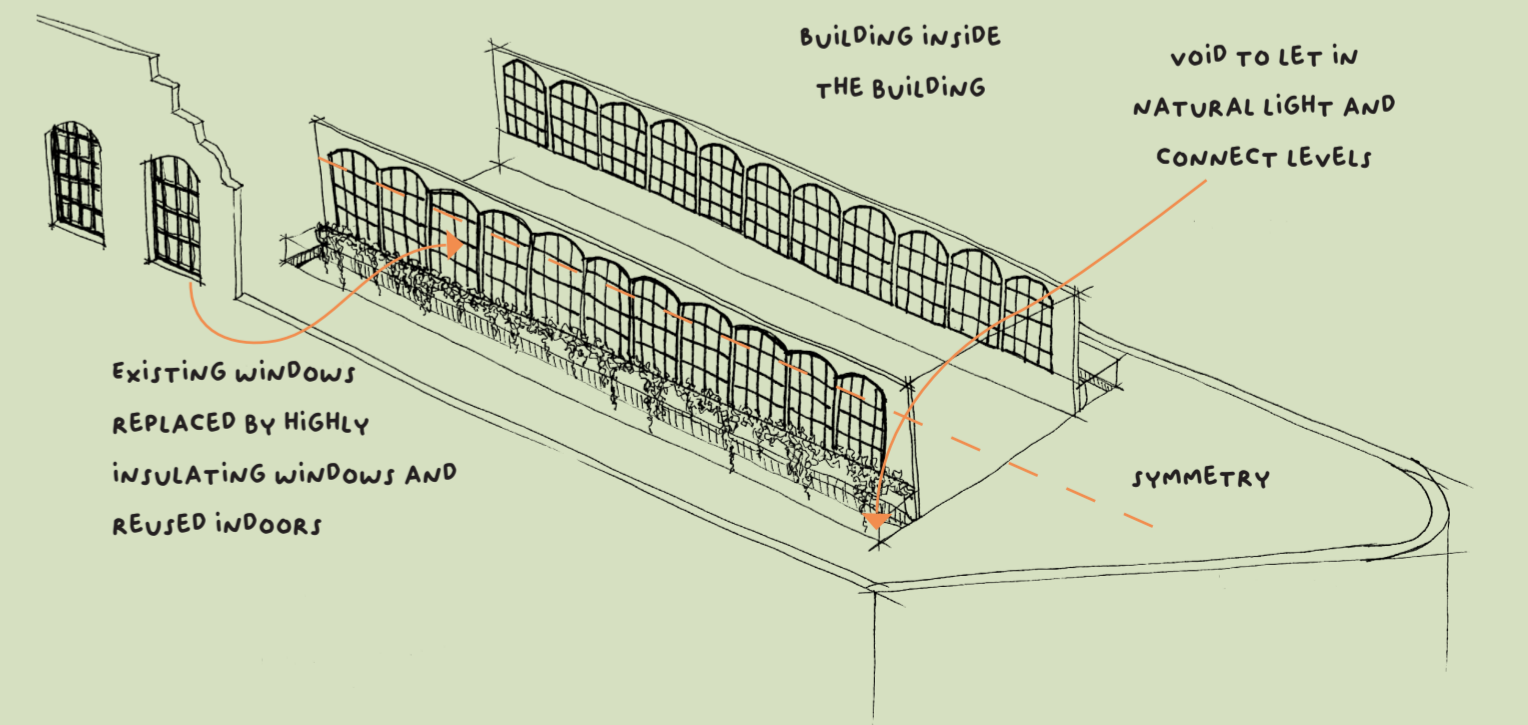 BUILDING INSIDE
THE BUILDING
VOID TO LET IN
NATURAL LIGHT AND
CONNECT LEVELS
EXISTING WINDOWS
REPLACED BY HIGHLY
INSULATING WINDOWS AND
REUSED INDOORS
SYMMETRY